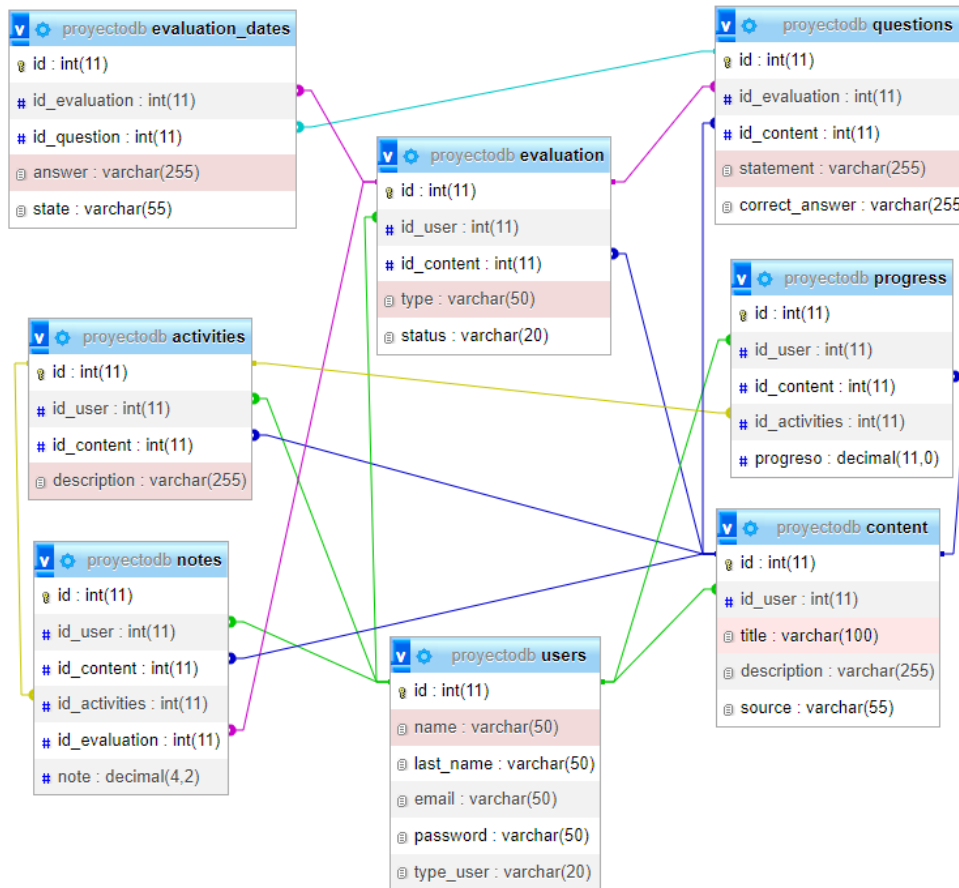 proyectodb evaluation_dates
id : int(11)
# id_evaluation : int(11)
# id_question : int(11)
answer : varchar(255)
state : varchar(55)
proyectodb questions
id : int(11)
# id_evaluation : int(11)
# id_content : int(11)
statement : varchar(255)
correct_answer : varchar(255
proyectodb evaluation
id : int(11)
# id_user : int(11)
# id_content : int(11)
type : varchar(50)
status : varchar(20)
proyectodb progress
id : int(11)
# id_user : int(11)
# id_content : int(11)
# id_activities : int(11)
# progreso : decimal(11,0)
proyectodb activities
id : int(11)
# id_user : int(11)
# id_content : int(11)
description : varchar(255)
proyectodb content
id : int(11)
# id_user : int(11)
title : varchar(100)
description : varchar(255)
source : varchar(55)
proyectodb notes
id : int(11)
# id_user : int(11)
# id_content : int(11)
# id_activities : int(11)
# id_evaluation : int(11)
# note : decimal(4,2)
proyectodb users
id : int(11)
name : varchar(50)
last_name : varchar(50)
email : varchar(50)
password : varchar(50)
type_user : varchar(20)